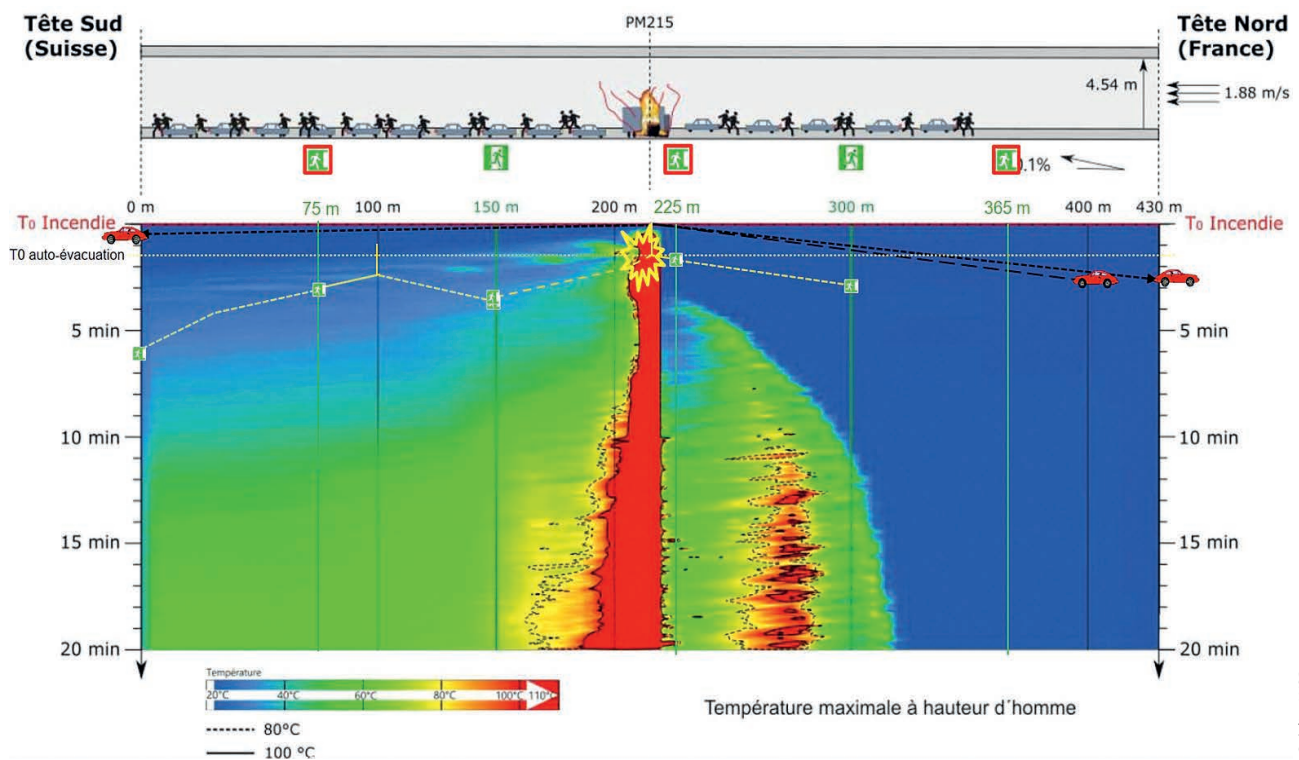 Tête Sud
(Suisse)
PM215
Tête Nord
(France)
4.54 m
1.88 m/s
0.1%
0 m
75 m
100 m
150 m
200 m
225 m
300 m
365 m
400 m
430 m
T₀ Incendie
T₀ Incendie
T0 auto-évacuation
5 min
5 min
10 min
10 min
15 min
15 min
20 min
20 min
Température
20°C
40°C
60°C
80°C
100°C
110°C
80°C
100 °C
Température maximale à hauteur d´homme